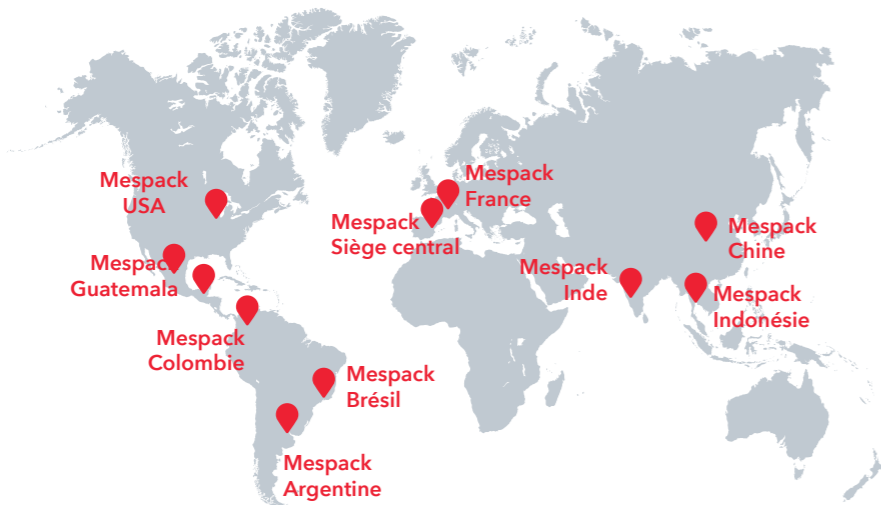 Mespack
USA
Mespack
France
Mespack
Siège central
Mespack
Chine
Mespack
Guatemala
Mespack
Inde
Mespack
Indonésie
Mespack
Colombie
Mespack
Brésil
Mespack
Argentine